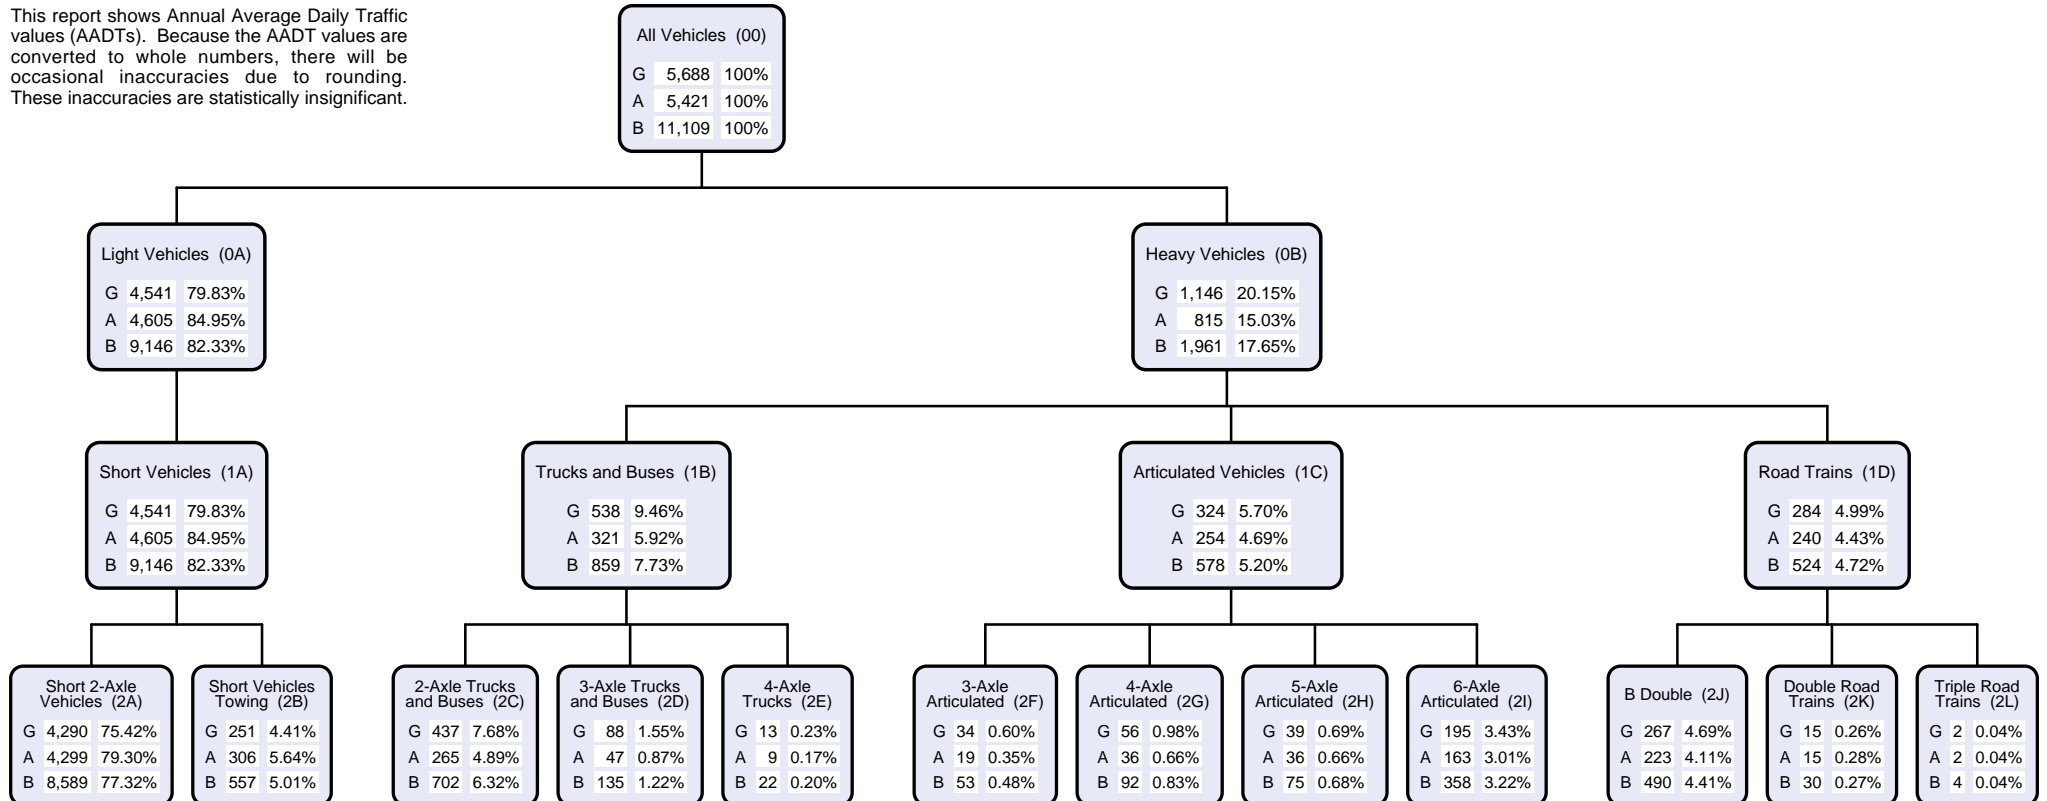 This report shows Annual Average Daily Traffic
values (AADTs). Because the AADT values are
converted to whole numbers, there will be
occasional inaccuracies due to rounding.
These inaccuracies are statistically insignificant.
All Vehicles (00)
G 5,688 100%
A 5,421 100%
B 11,109 100%
Light Vehicles (0A)
G 4,541 79.83%
A 4,605 84.95%
B 9,146 82.33%
Heavy Vehicles (0B)
G 1,146 20.15%
A 815 15.03%
B 1,961 17.65%
Short Vehicles (1A)
G 4,541 79.83%
A 4,605 84.95%
B 9,146 82.33%
Trucks and Buses (1B)
G 538 9.46%
A 321 5.92%
B 859 7.73%
Articulated Vehicles (1C)
G 324 5.70%
A 254 4.69%
B 578 5.20%
Road Trains (1D)
G 284 4.99%
A 240 4.43%
B 524 4.72%
Short 2-Axle
Vehicles (2A)
G 4,290 75.42%
A 4,299 79.30%
B 8,589 77.32%
Short Vehicles
Towing (2B)
G 251 4.41%
A 306 5.64%
B 557 5.01%
2-Axle Trucks
and Buses (2C)
G 437 7.68%
A 265 4.89%
B 702 6.32%
3-Axle Trucks
and Buses (2D)
G 88 1.55%
A 47 0.87%
B 135 1.22%
4-Axle
Trucks (2E)
G 13 0.23%
A 9 0.17%
B 22 0.20%
3-Axle
Articulated (2F)
G 34 0.60%
A 19 0.35%
B 53 0.48%
4-Axle
Articulated (2G)
G 56 0.98%
A 36 0.66%
B 92 0.83%
5-Axle
Articulated (2H)
G 39 0.69%
A 36 0.66%
B 75 0.68%
6-Axle
Articulated (2I)
G 195 3.43%
A 163 3.01%
B 358 3.22%
B Double (2J)
G 267 4.69%
A 223 4.11%
B 490 4.41%
Double Road
Trains (2K)
G 15 0.26%
A 15 0.28%
B 30 0.27%
Triple Road
Trains (2L)
G 2 0.04%
A 2 0.04%
B 4 0.04%